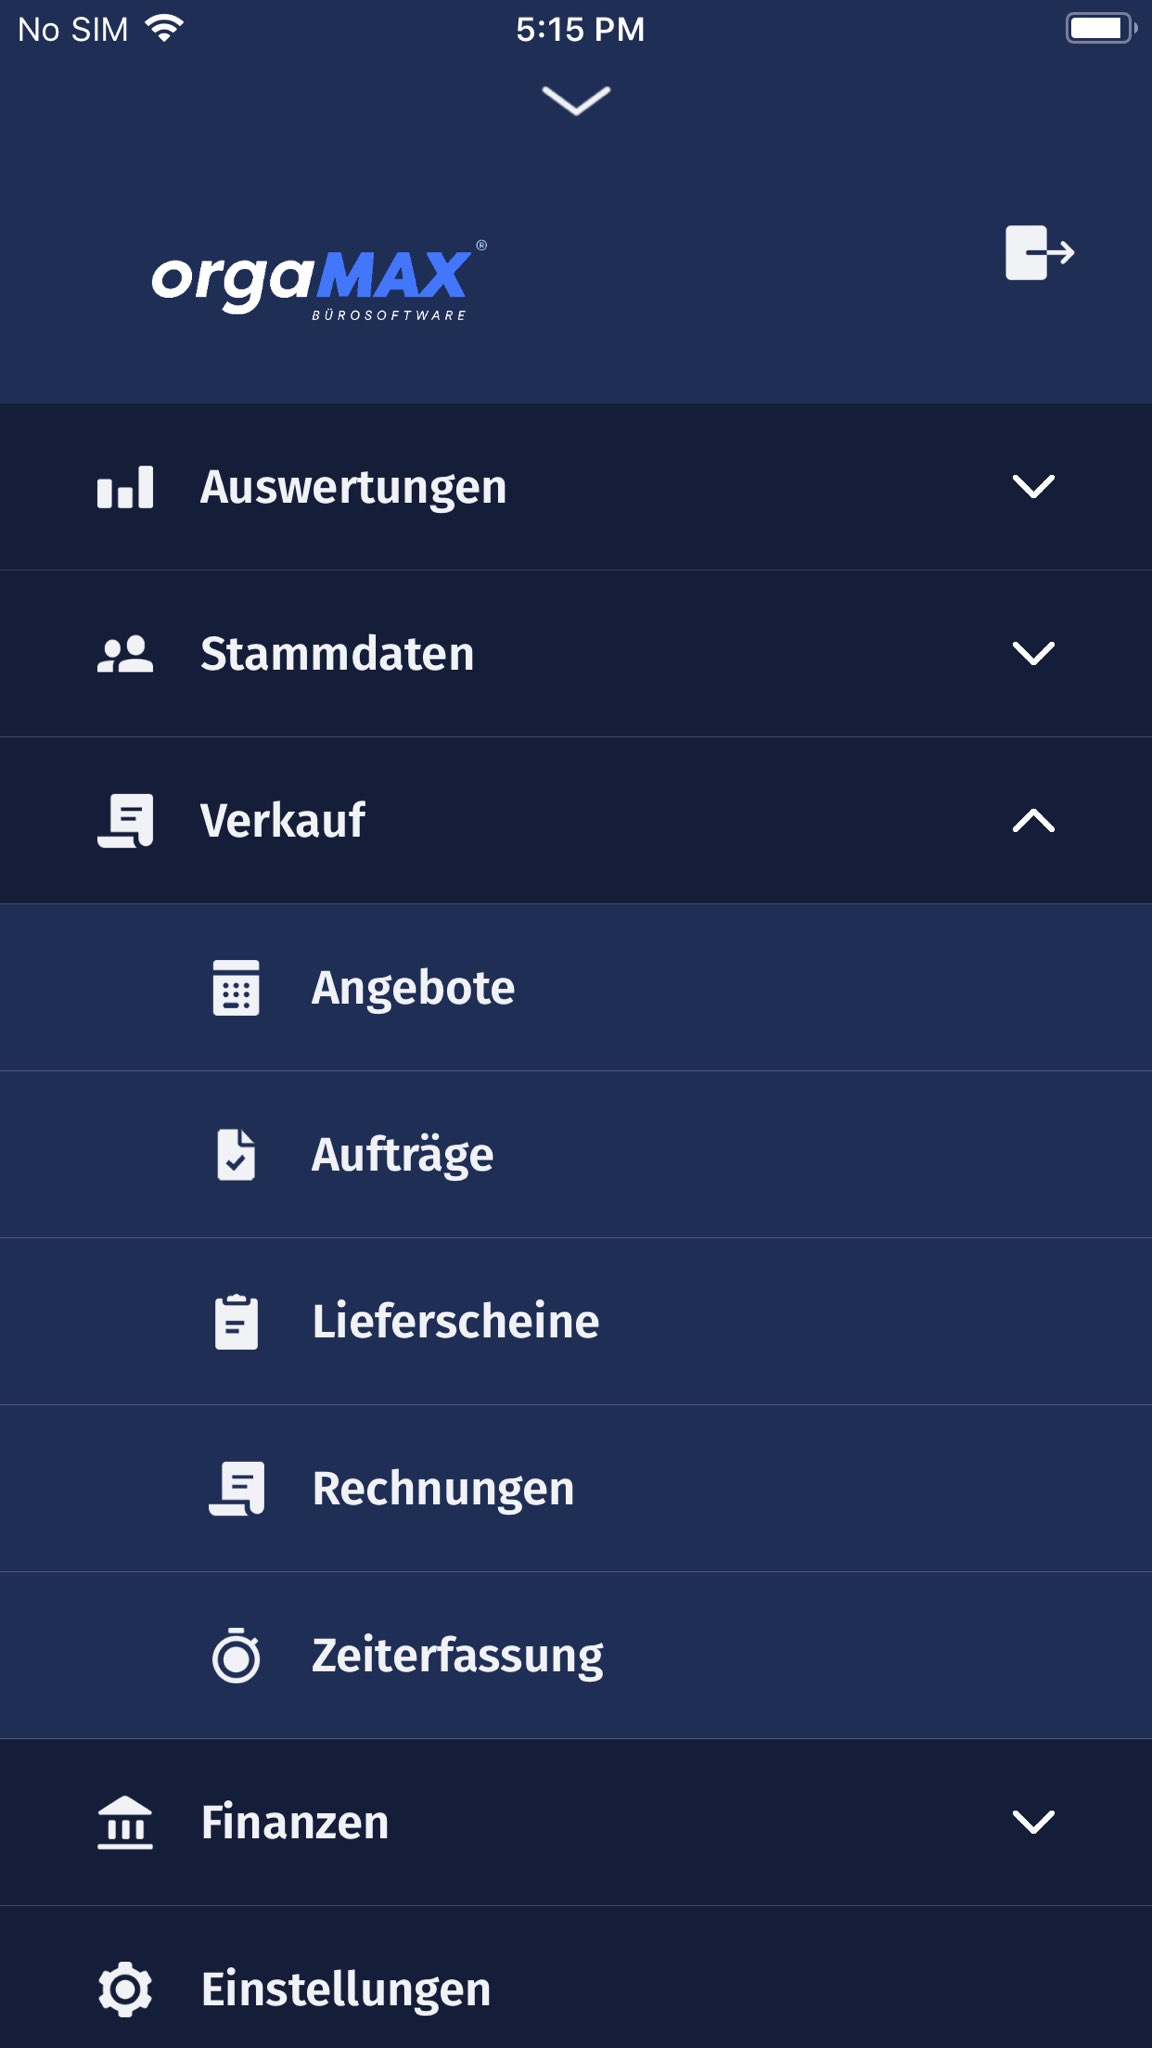 No SIM
5:15 PM
orgaMAX®
BÜROSOFTWARE
Auswertungen
Stammdaten
Verkauf
Angebote
Aufträge
Lieferscheine
Rechnungen
Zeiterfassung
Finanzen
Einstellungen